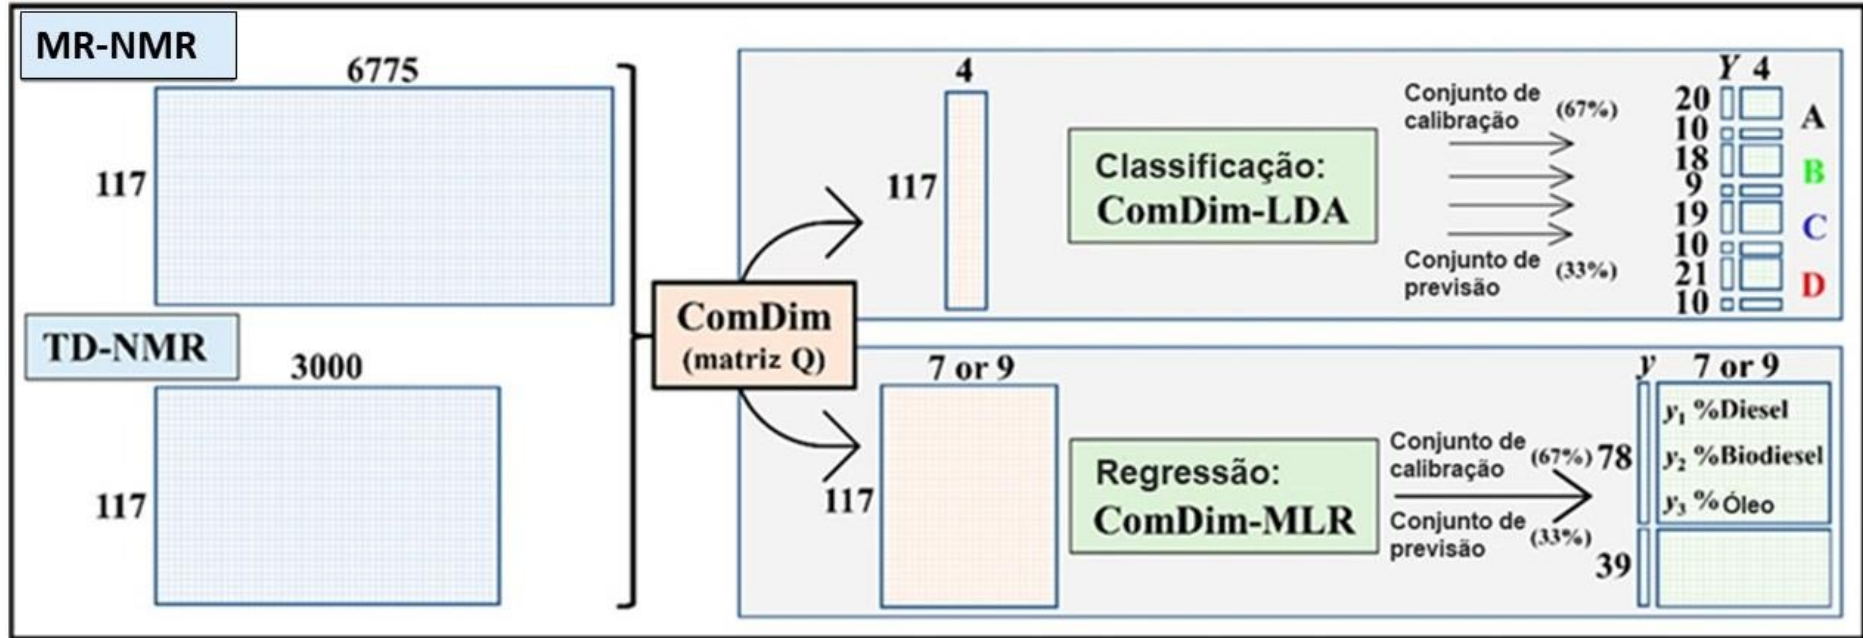 MR-NMR
6775
117
TD-NMR
3000
117
ComDim
(matriz Q)
4
117
Classificação:
ComDim-LDA
Conjunto de
calibração (67%)
Conjunto de
previsão (33%)
Y 4
20
10
A
18
9
B
19
10
C
21
10
D
7 or 9
117
Regressão:
ComDim-MLR
Conjunto de
calibração (67%)
Conjunto de
previsão (33%)
y 7 or 9
78
y₁ %Diesel
y₂ %Biodiesel
y₃ % Óleo
39